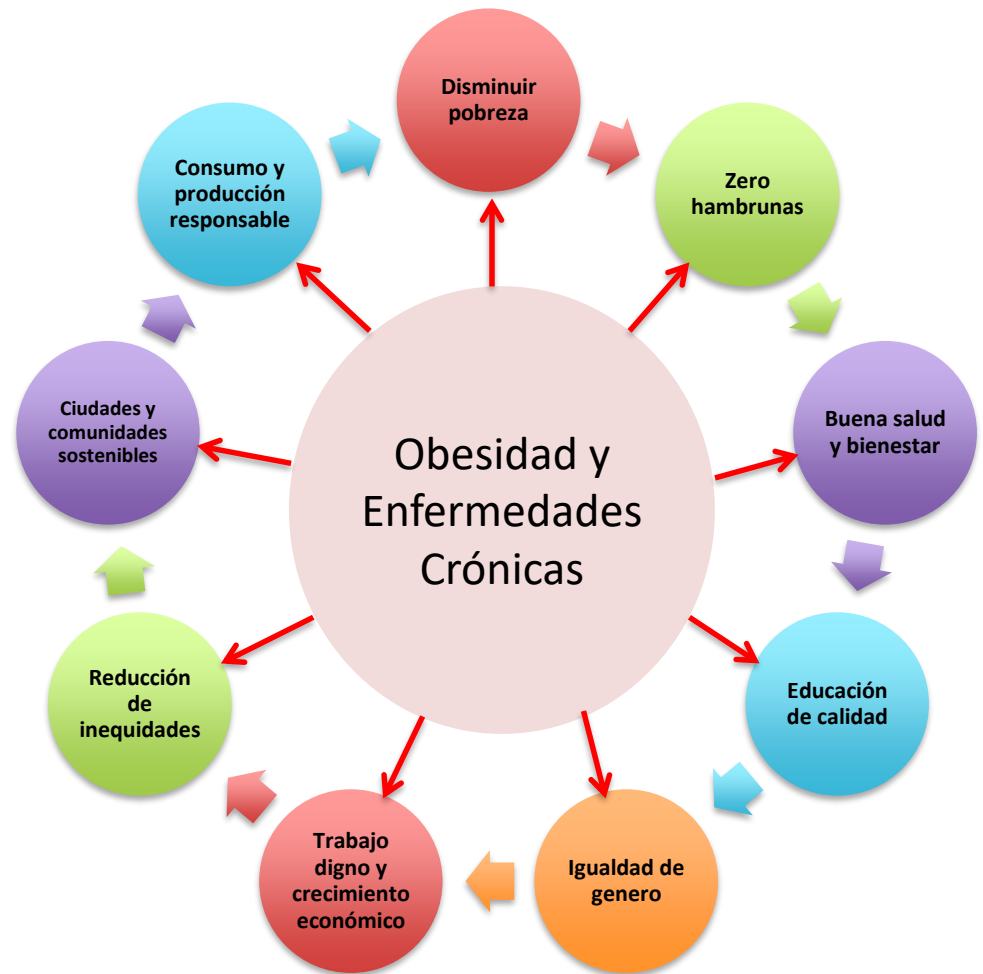 Disminuir
pobreza
Zero
hambrunas
Buena salud
y bienestar
Educación
de calidad
Igualdad de
genero
Trabajo
digno y
crecimiento
económico
Reducción
de
inequidades
Ciudades y
comunidades
sostenibles
Consumo y
producción
responsable
Obesidad y
Enfermedades
Crónicas